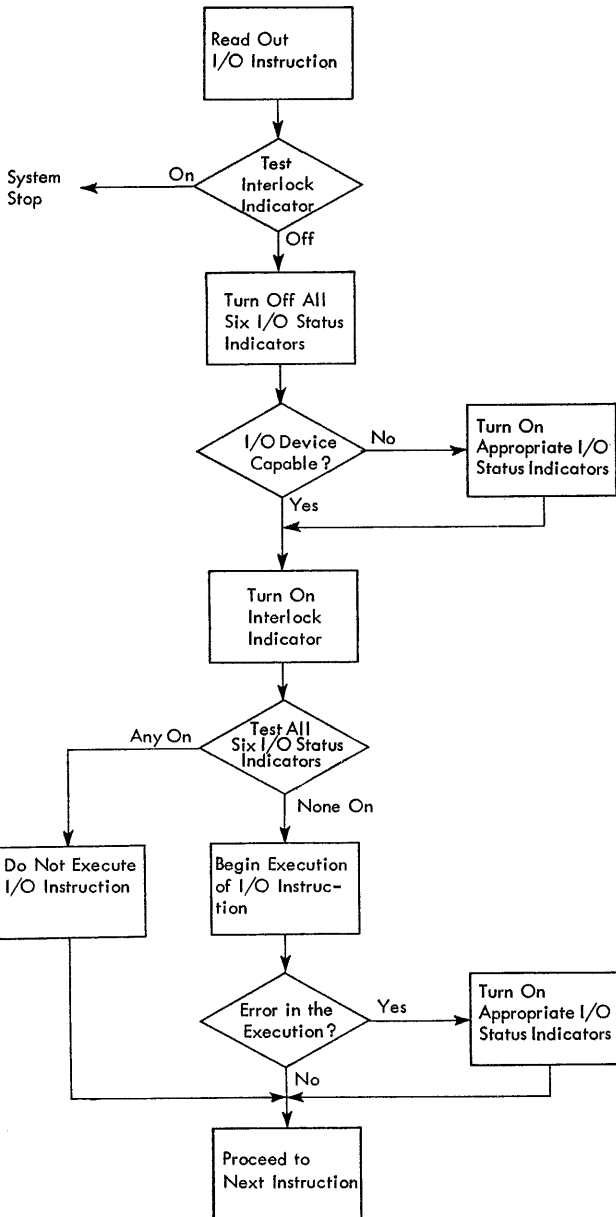 Read Out
I/O Instruction
Test
Interlock
Indicator
On
System
Stop
Off
Turn Off All
Six I/O Status
Indicators
I/O Device
Capable?
No
Turn On
Appropriate I/O
Status Indicators
Yes
Turn On
Interlock
Indicator
Test All
Six I/O Status
Indicators
Any On
None On
Do Not Execute
I/O Instruction
Begin Execution
of I/O Instruc-
tion
Error in the
Execution?
Yes
Turn On
Appropriate I/O
Status Indicators
No
Proceed to
Next Instruction